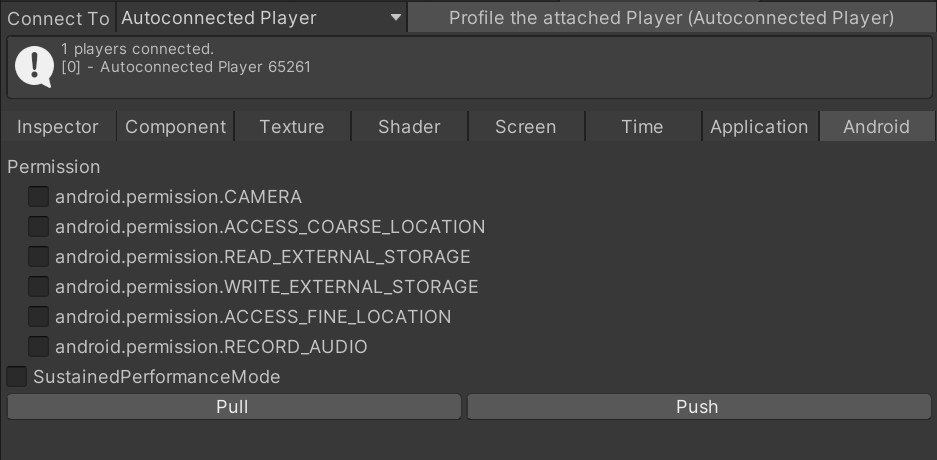 Connect To Autoconnected Player Profile the attached Player (Autoconnected Player)
1 players connected.
[0] - Autoconnected Player 65261
Inspector Component Texture Shader Screen Time Application Android
Permission
android.permission.CAMERA
android.permission.ACCESS_COARSE_LOCATION
android.permission.READ_EXTERNAL_STORAGE
android.permission.WRITE_EXTERNAL_STORAGE
android.permission.ACCESS_FINE_LOCATION
android.permission.RECORD_AUDIO
SustainedPerformanceMode
Pull Push